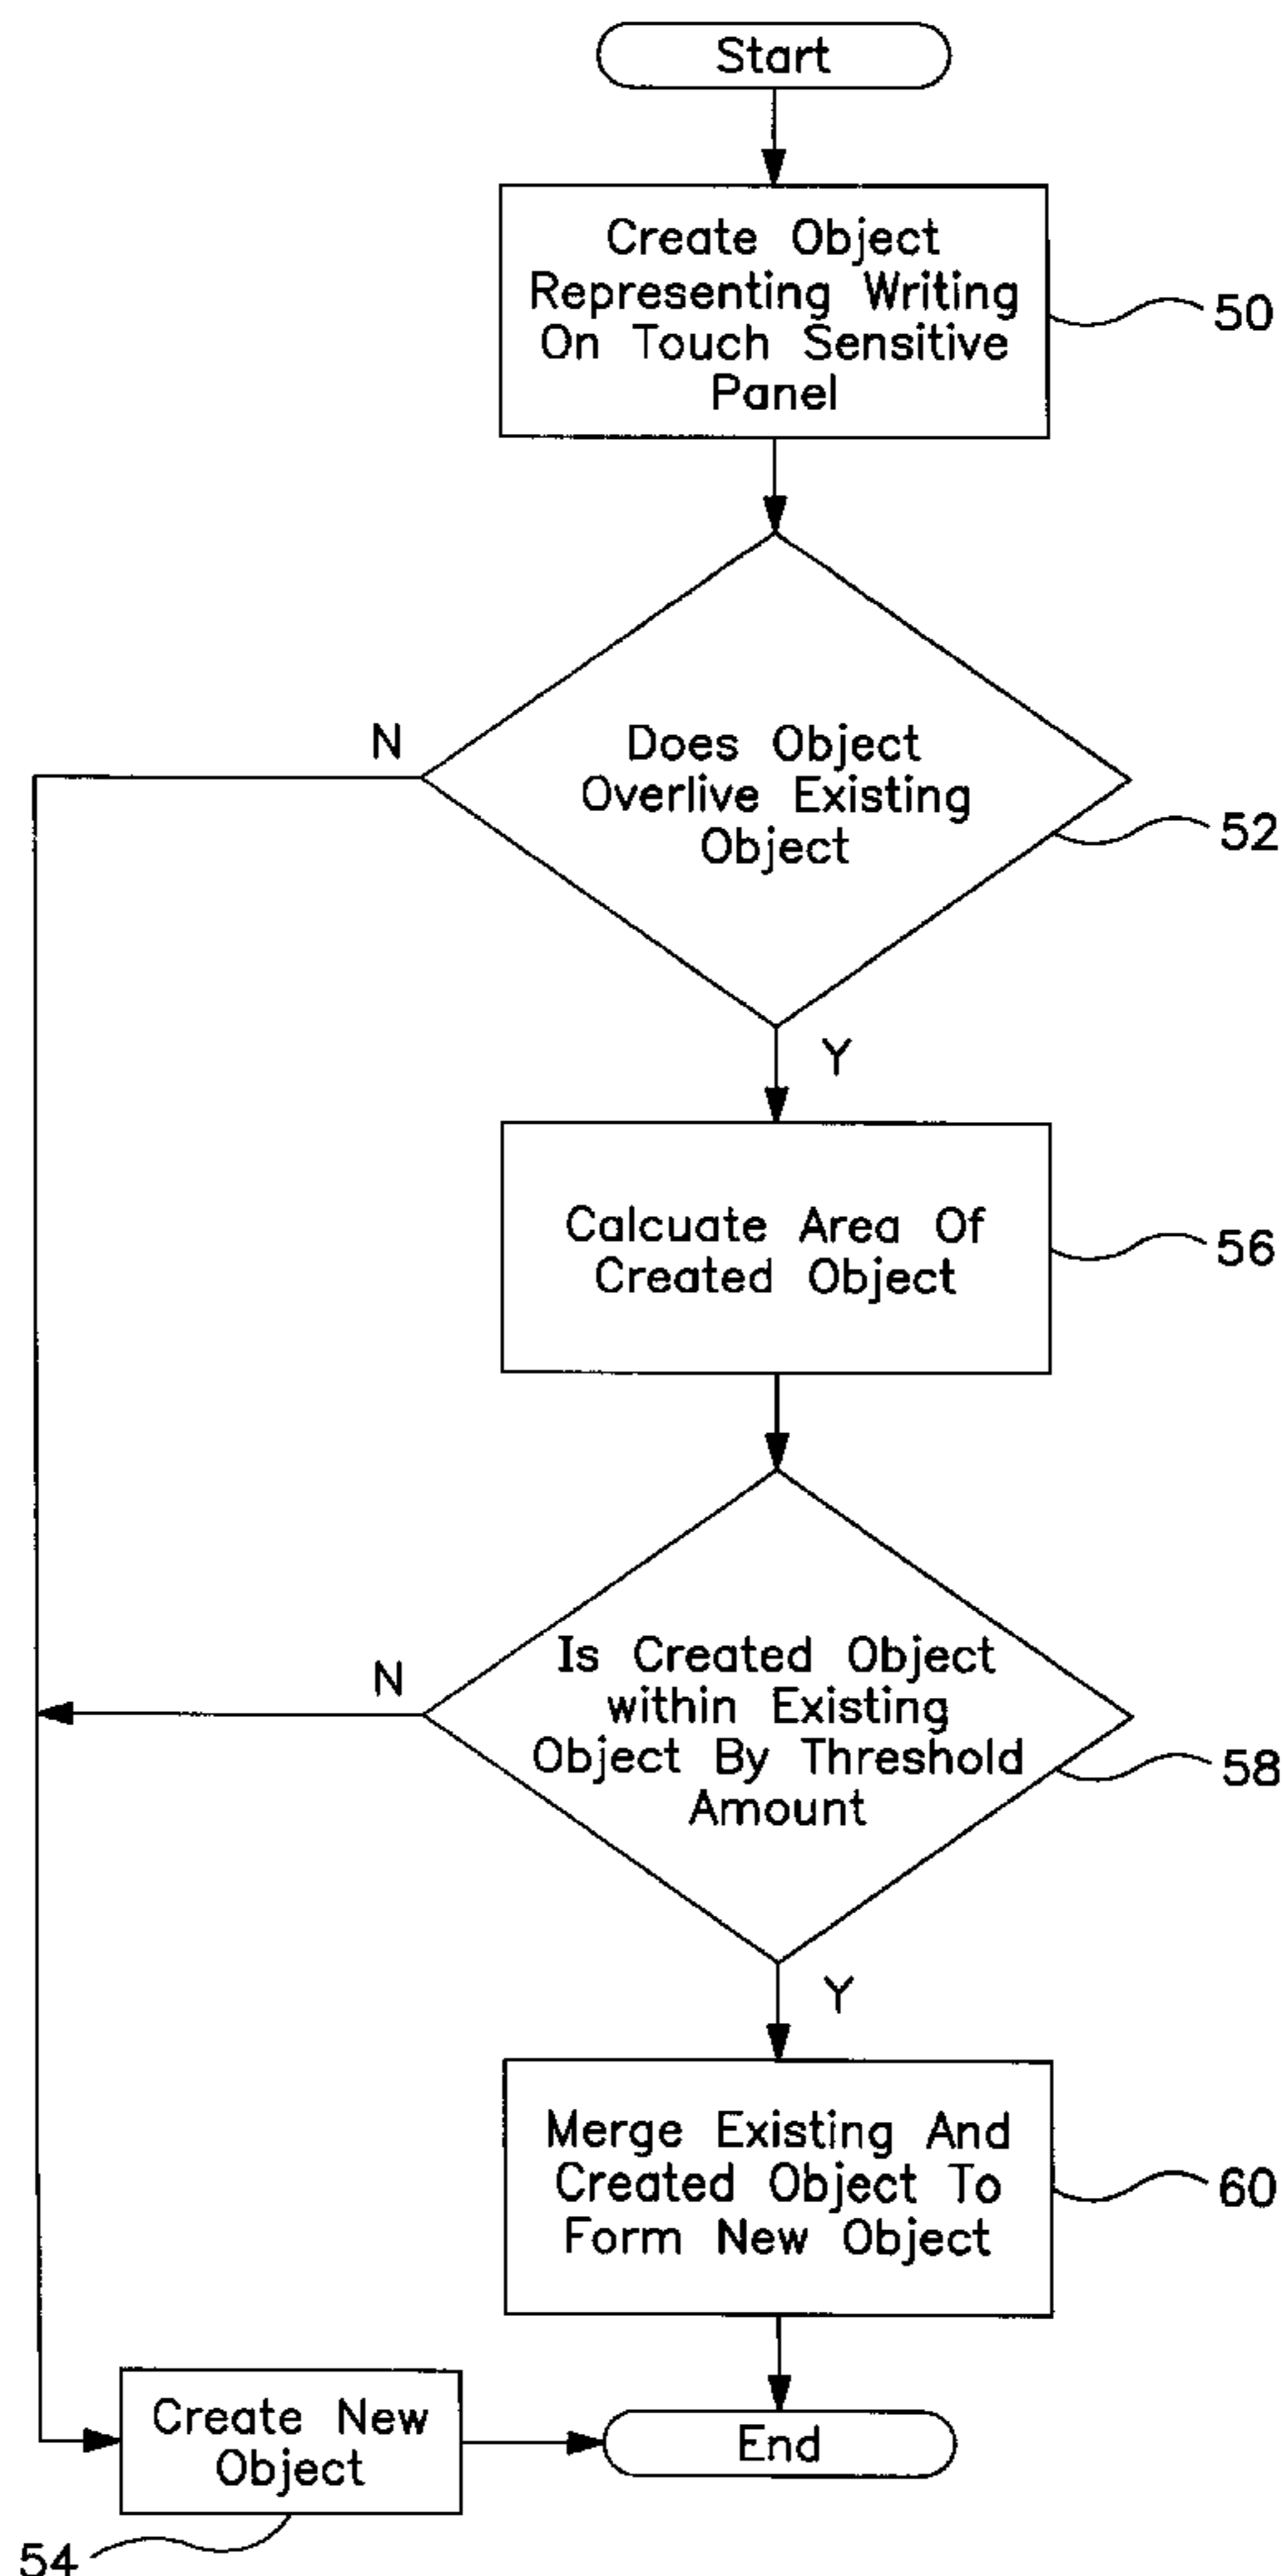 Start
Create Object
Representing Writing
On Touch Sensitive
Panel
50
N
Does Object
Overlive Existing
Object
52
Y
Calcuate Area Of
Created Object
56
N
Is Created Object
within Existing
Object By Threshold
Amount
58
Y
Merge Existing And
Created Object To
Form New Object
60
Create New
Object
End
54